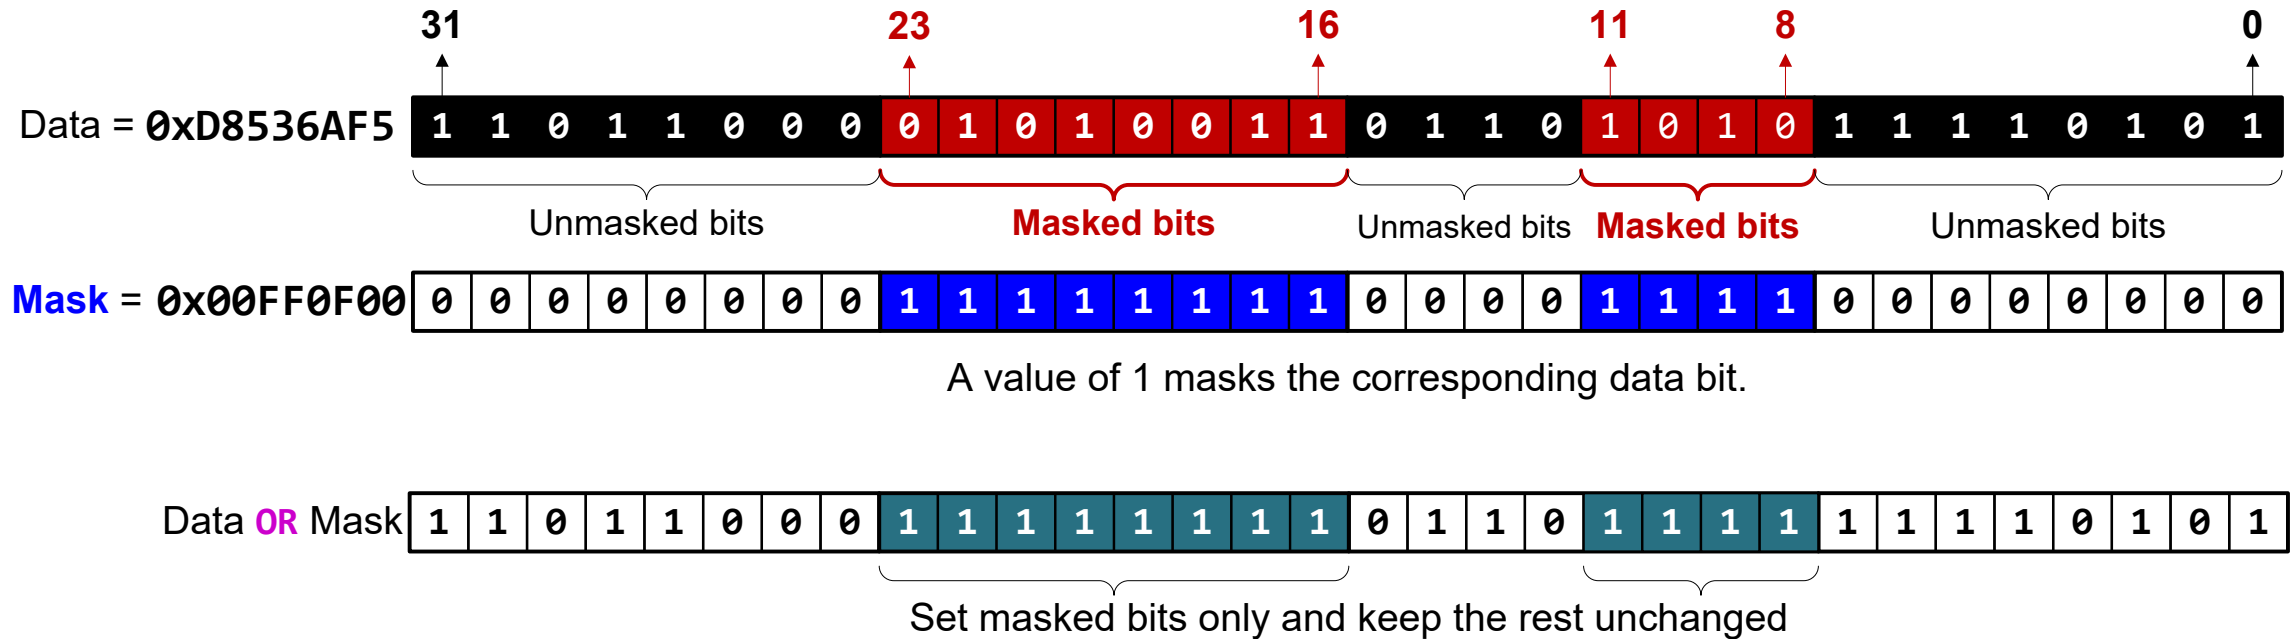 31 23 16 11 8 0
Data = 0xD8536AF5 1 1 0 1 1 0 0 0 0 1 0 1 0 0 1 1 0 1 1 0 1 0 1 0 1 1 1 1 0 1 0 1
Unmasked bits Masked bits Unmasked bits Masked bits Unmasked bits
Mask = 0x00FF0F00 0 0 0 0 0 0 0 0 1 1 1 1 1 1 1 1 0 0 0 0 1 1 1 1 0 0 0 0 0 0 0 0
A value of 1 masks the corresponding data bit.
Data OR Mask 1 1 0 1 1 0 0 0 1 1 1 1 1 1 1 1 0 1 1 0 1 1 1 1 1 1 1 1 0 1 0 1
Set masked bits only and keep the rest unchanged